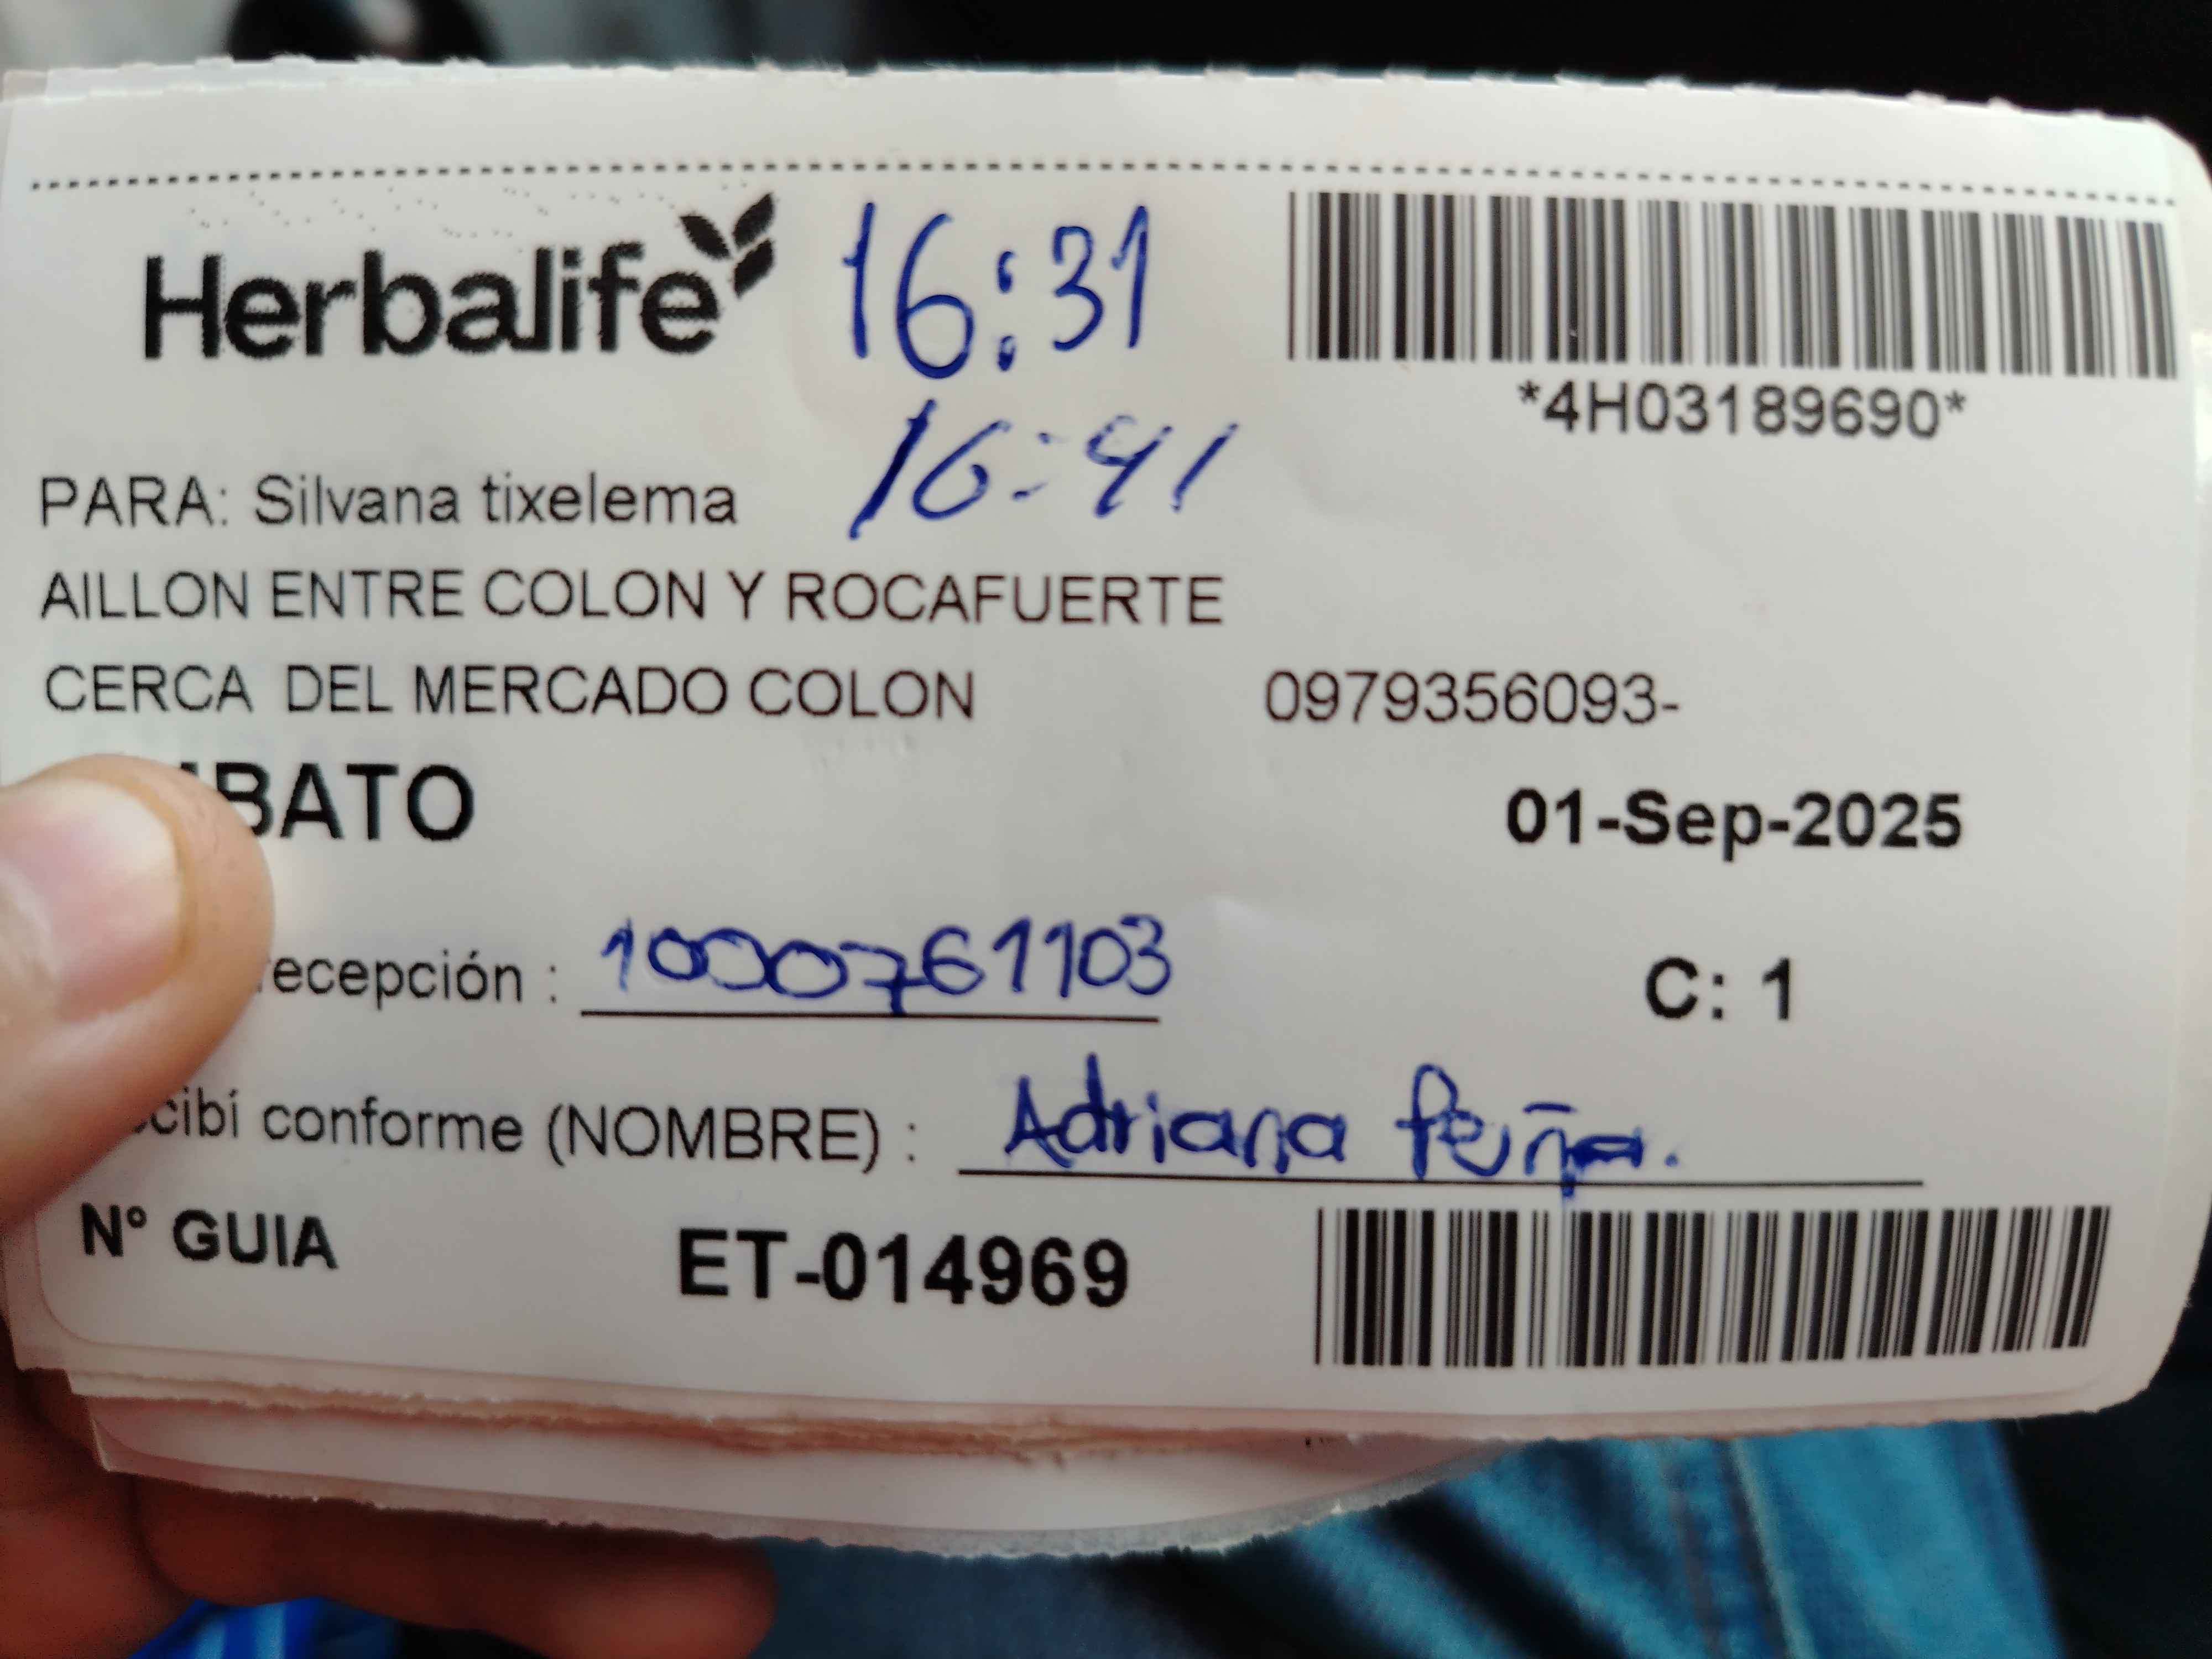 Herbalife 16:31
*4H03189690*
16:41
PARA: Silvana tixelema
AILLON ENTRE COLON Y ROCAFUERTE
CERCA DEL MERCADO COLON 0979356093-
BATO 01-Sep-2025
recepción : 1000761103 C: 1
cibí conforme (NOMBRE) : Adriana Peña.
N° GUIA ET-014969